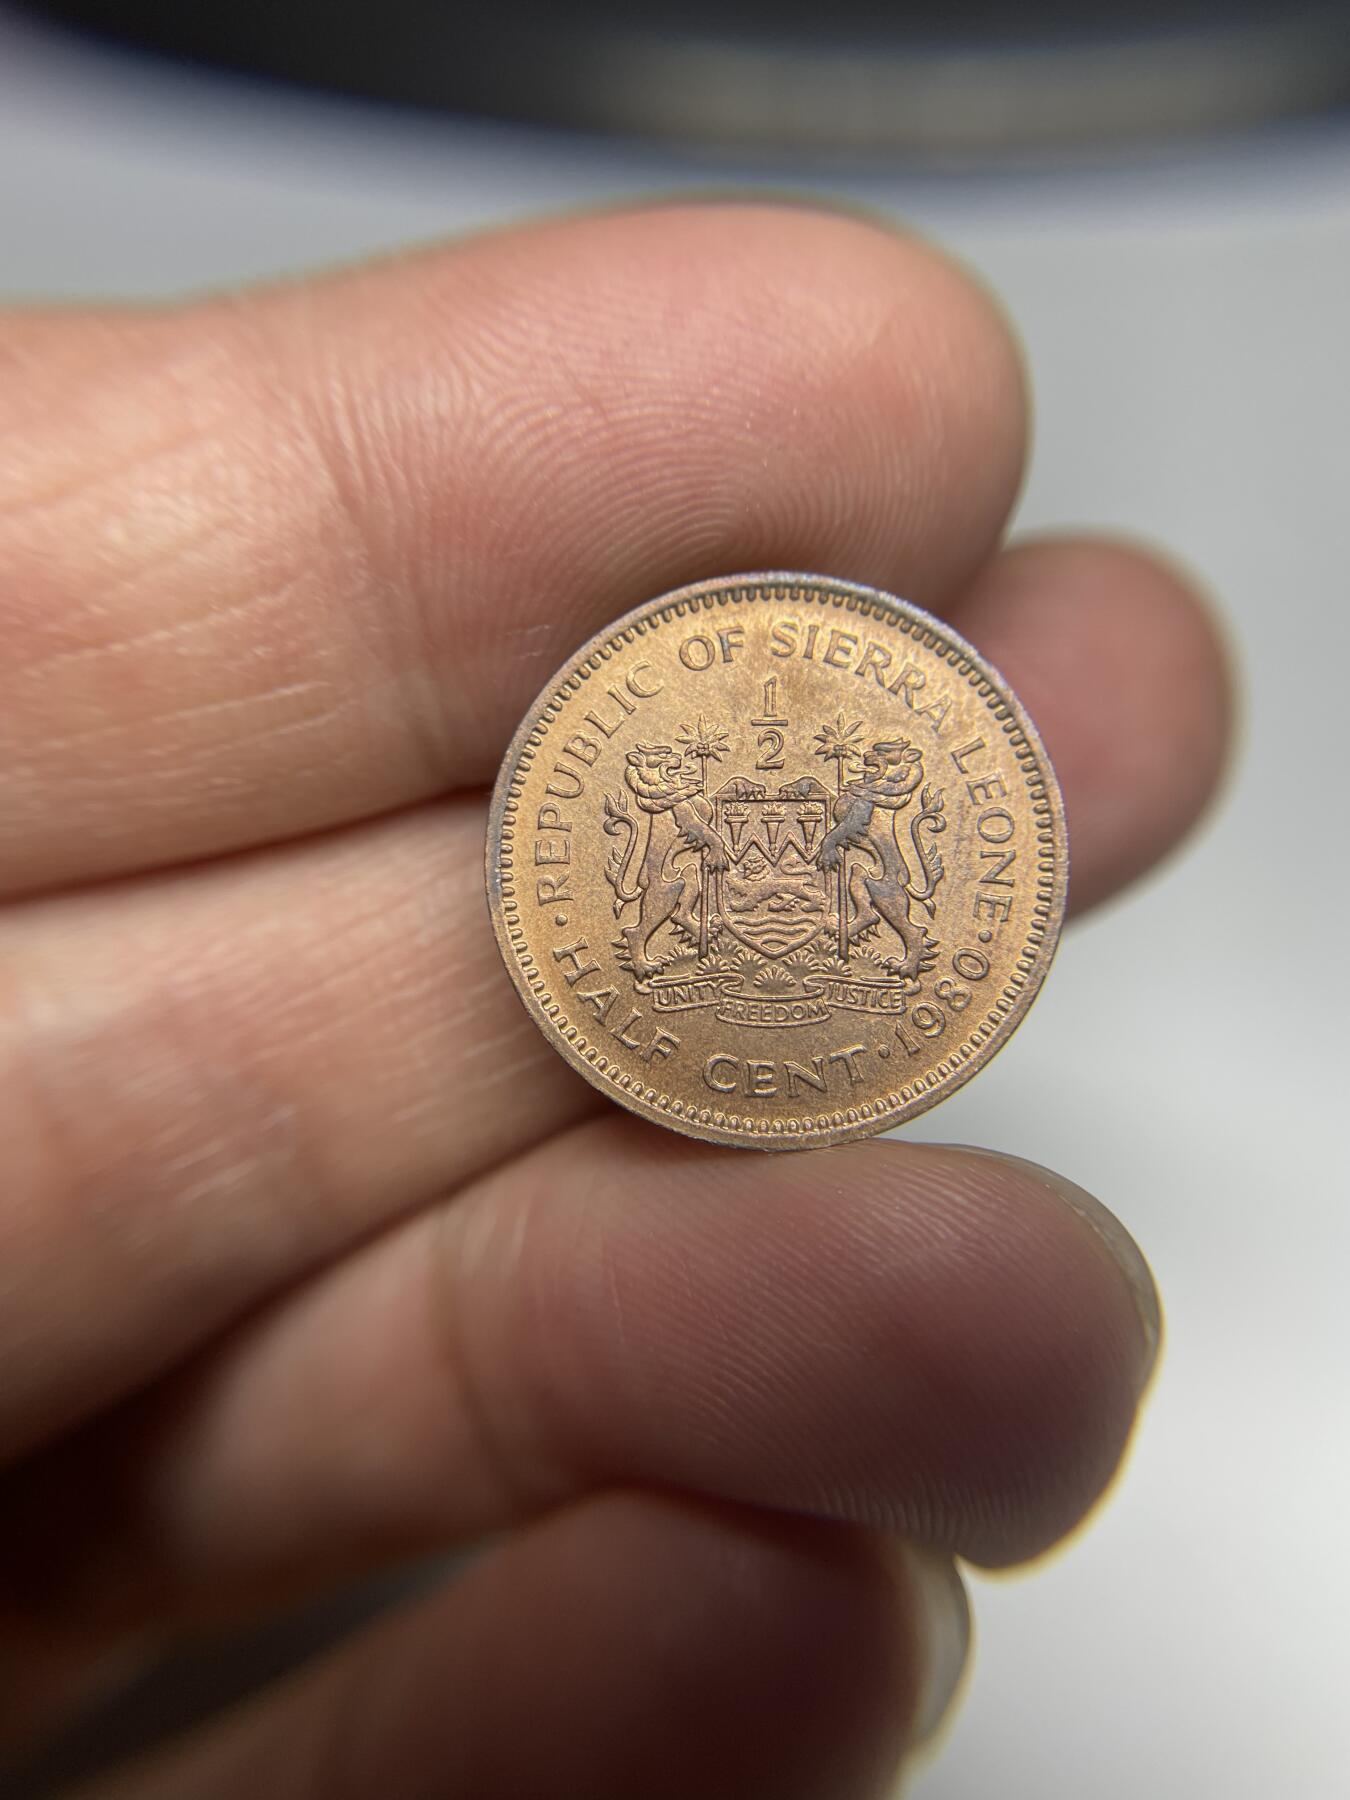 ·REPUBLIC OF SIERRA LEONE·
1
2
UNITY FREEDOM JUSTICE
HALF CENT·1980